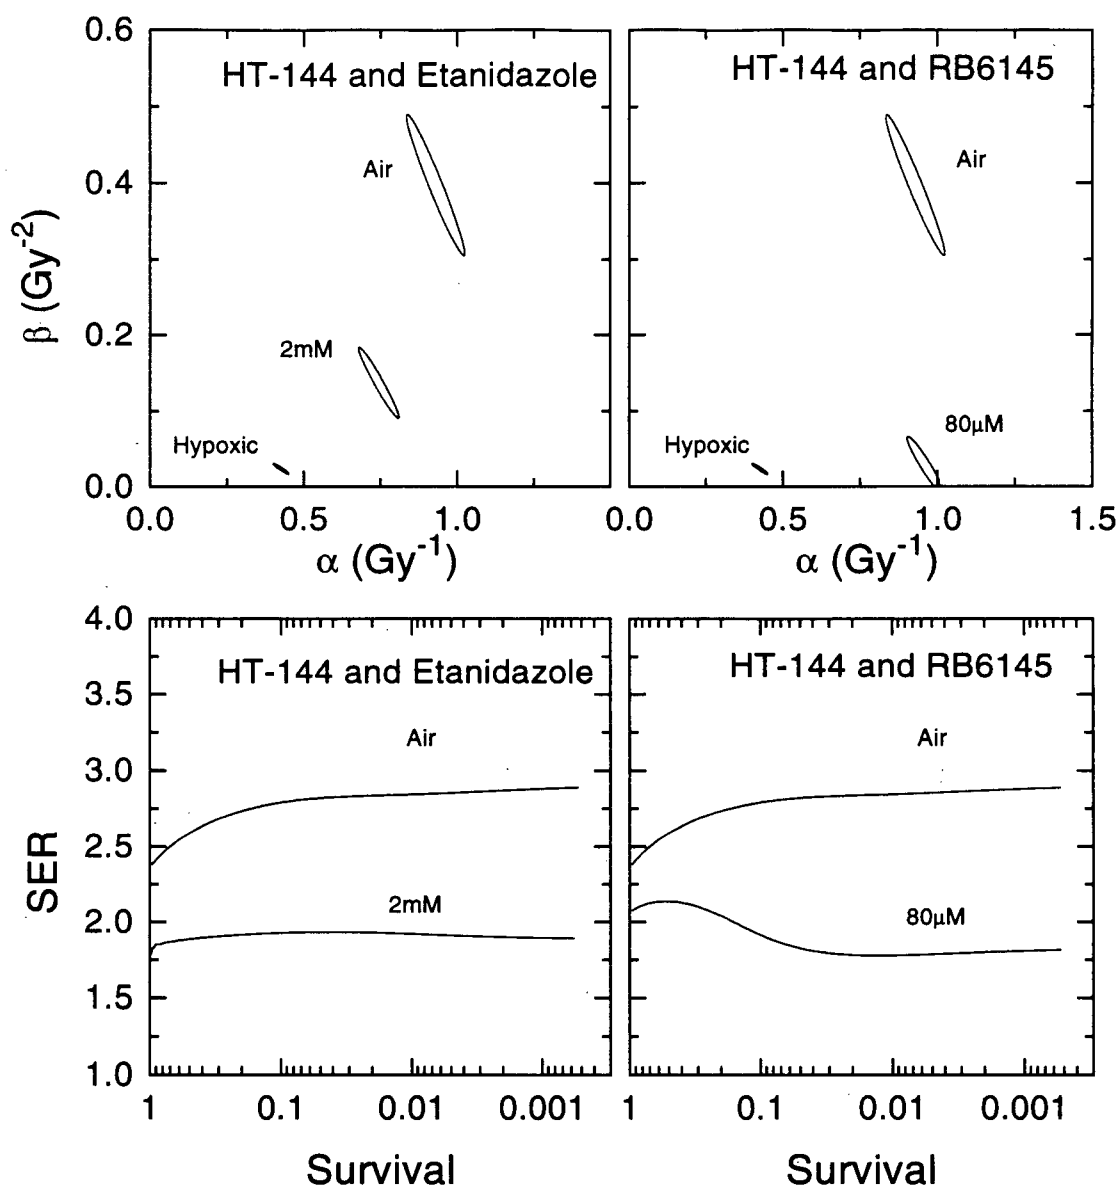 HT-144 and Etanidazole
HT-144 and RB6145
0.6
0.4
0.2
0.0
β (Gy⁻²)
Air
2mM
Hypoxic
Air
80μM
Hypoxic
0.0 0.5 1.0
0.0 0.5 1.0 1.5
α (Gy⁻¹)
α (Gy⁻¹)
4.0
3.5
3.0
2.5
2.0
1.5
1.0
SER
HT-144 and Etanidazole
Air
2mM
HT-144 and RB6145
Air
80μM
1 0.1 0.01 0.001
1 0.1 0.01 0.001
Survival
Survival